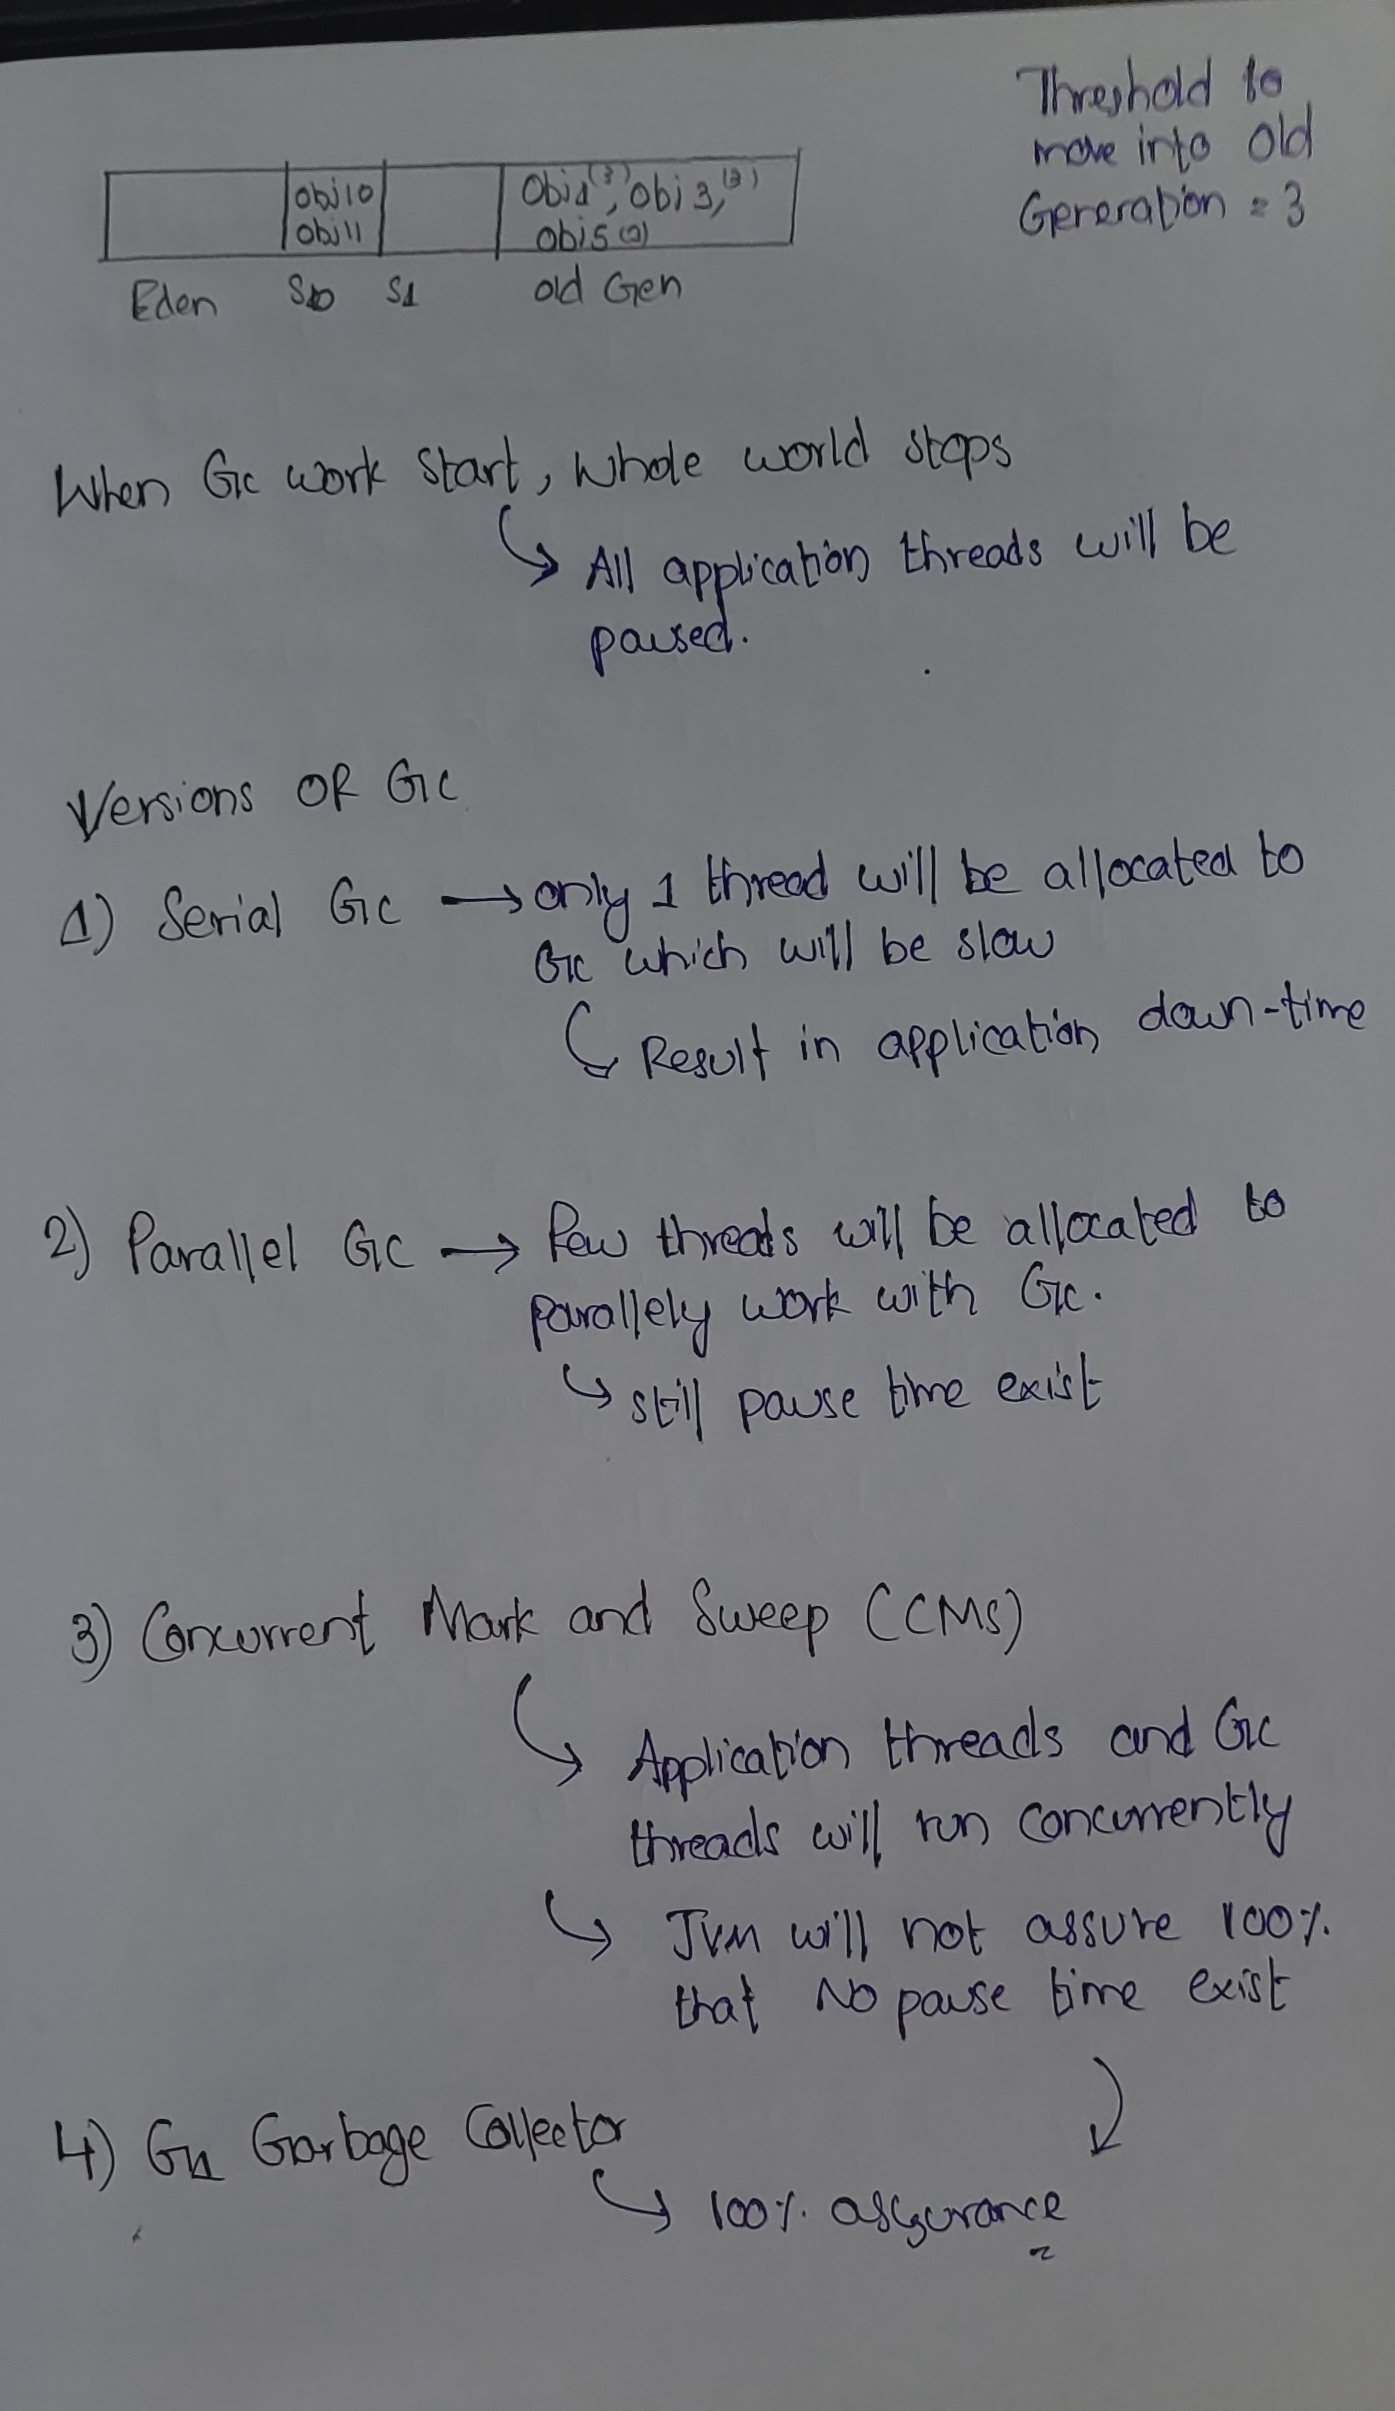 Threshold to
move into old
Generation = 3
Obj10
Obj11
Obj1(3), obj3,(3)
obj5(3)
Eden S0 S1 old Gen
When GC work start, whole world stops
All application threads will be
paused.
Versions OF GC
1) Serial GC → only 1 thread will be allocated to
GC which will be slow
Result in application down-time
2) Parallel GC → few threads will be allocated to
parallely work with GC.
still pause time exist
3) Concurrent Mark and Sweep (CMS)
Application threads and GC
threads will run concurrently
JVM will not assure 100%
that No pause time exist
4) G1 Garbage Collector
100% assurance